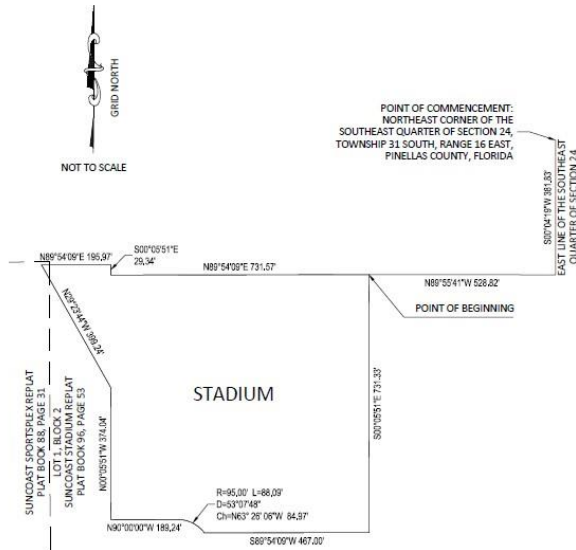 GRID NORTH
NOT TO SCALE
POINT OF COMMENCEMENT:
NORTHEAST CORNER OF THE
SOUTHEAST QUARTER OF SECTION 24,
TOWNSHIP 31 SOUTH, RANGE 16 EAST,
PINELLAS COUNTY, FLORIDA
S00°04'19"W 381.83'
EAST LINE OF THE SOUTHEAST
QUARTER OF SECTION 24
S00°05'51"E
29,34'
N89°54'09"E 195,97'
N89°54'09"E 731.57'
N89°55'41"W 528.82'
POINT OF BEGINNING
N29°23'44"W 399.24'
STADIUM
S00°05'51"E 731.33'
SUNCOAST SPORTSPLEX REPLAT
PLAT BOOK 88, PAGE 31
LOT 1, BLOCK 2
SUNCOAST STADIUM REPLAT
PLAT BOOK 96, PAGE 53
N00°05'51"W 374.04'
R=95,00' L=88,09'
D=53°07'48"
Ch=N63° 26' 06"W 84,97'
N90°00'00"W 189,24'
S89°54'09"W 467.00'